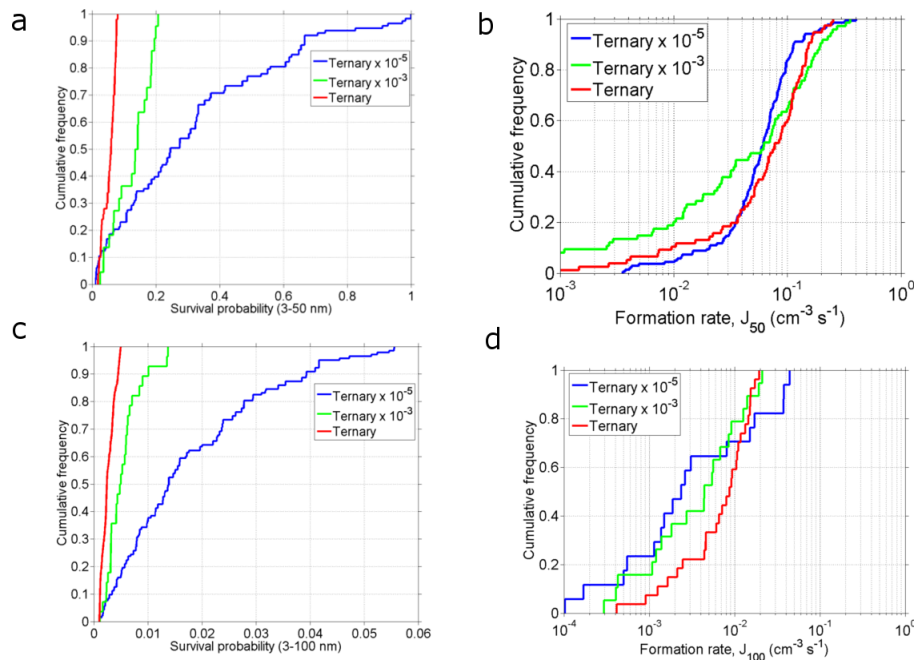 a
Cumulative frequency
1
0.9
0.8
0.7
0.6
0.5
0.4
0.3
0.2
0.1
0
Ternary x 10⁻⁵
Ternary x 10⁻³
Ternary
0 0.2 0.4 0.6 0.8 1
Survival probability (3-50 nm)
b
Cumulative frequency
1
0.8
0.6
0.4
0.2
0
Ternary x 10⁻⁵
Ternary x 10⁻³
Ternary
10⁻³ 10⁻² 10⁻¹ 10⁰
Formation rate, J₅₀ (cm⁻³ s⁻¹)
c
Cumulative frequency
1
0.9
0.8
0.7
0.6
0.5
0.4
0.3
0.2
0.1
0
Ternary x 10⁻⁵
Ternary x 10⁻³
Ternary
0 0.01 0.02 0.03 0.04 0.05 0.06
Survival probability (3-100 nm)
d
Cumulative frequency
1
0.8
0.6
0.4
0.2
0
Ternary x 10⁻⁵
Ternary x 10⁻³
Ternary
10⁻⁴ 10⁻³ 10⁻² 10⁻¹ 10⁰
Formation rate, J₁₀₀ (cm⁻³ s⁻¹)